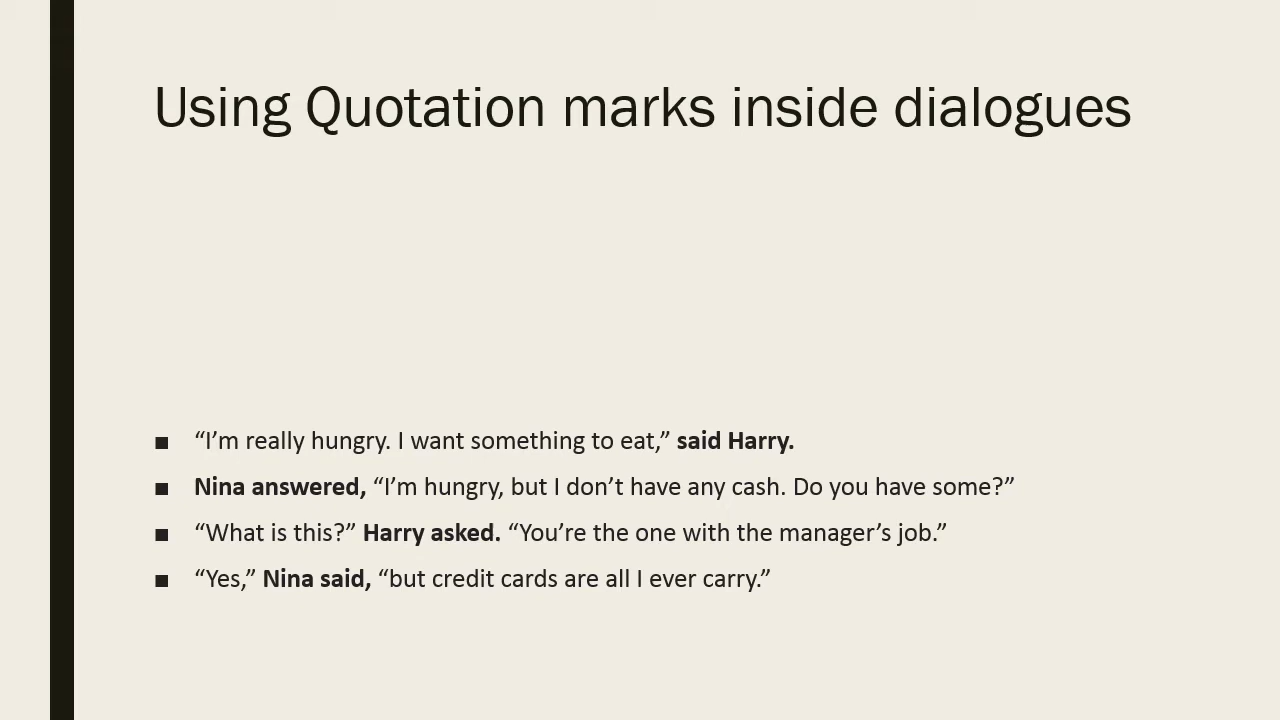 Using Quotation marks inside dialogues
■ “I’m really hungry. I want something to eat,” said Harry.
■ Nina answered, “I’m hungry, but I don’t have any cash. Do you have some?”
■ “What is this?” Harry asked. “You’re the one with the manager’s job.”
■ “Yes,” Nina said, “but credit cards are all I ever carry.”